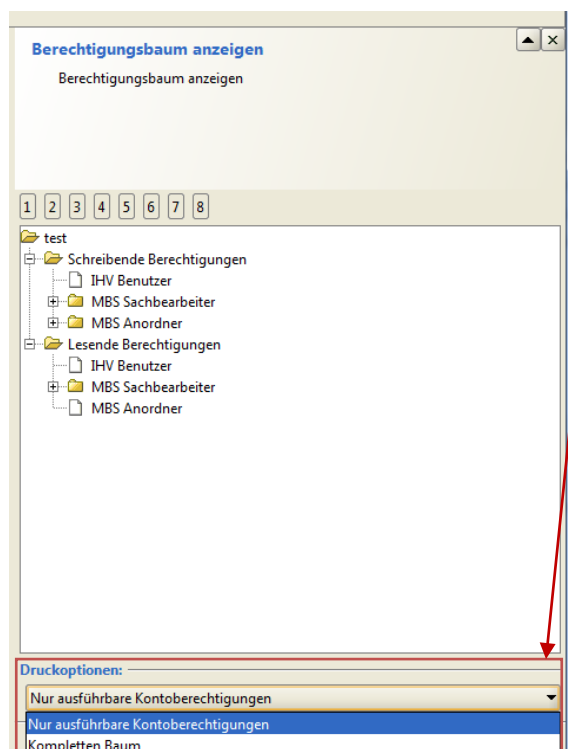 Berechtigungsbaum anzeigen
Berechtigungsbaum anzeigen
1 2 3 4 5 6 7 8
test
Schreibende Berechtigungen
IHV Benutzer
MBS Sachbearbeiter
MBS Anordner
Lesende Berechtigungen
IHV Benutzer
MBS Sachbearbeiter
MBS Anordner
Druckoptionen:
Nur ausführbare Kontoberechtigungen
Nur ausführbare Kontoberechtigungen
Kompletten Baum